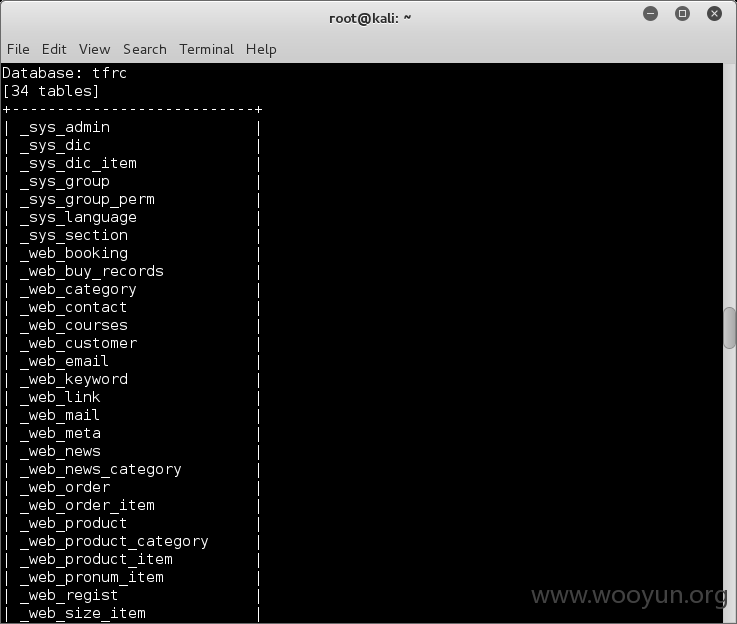 root@kali: ~
File Edit View Search Terminal Help
Database: tfrc
[34 tables]
+---------------------------+
| _sys_admin |
| _sys_dic |
| _sys_dic_item |
| _sys_group |
| _sys_group_perm |
| _sys_language |
| _sys_section |
| _web_booking |
| _web_buy_records |
| _web_category |
| _web_contact |
| _web_courses |
| _web_customer |
| _web_email |
| _web_keyword |
| _web_link |
| _web_mail |
| _web_meta |
| _web_news |
| _web_news_category |
| _web_order |
| _web_order_item |
| _web_product |
| _web_product_category |
| _web_product_item |
| _web_pronum_item |
| _web_regist |
| _web_size_item |
www.wooyun.org